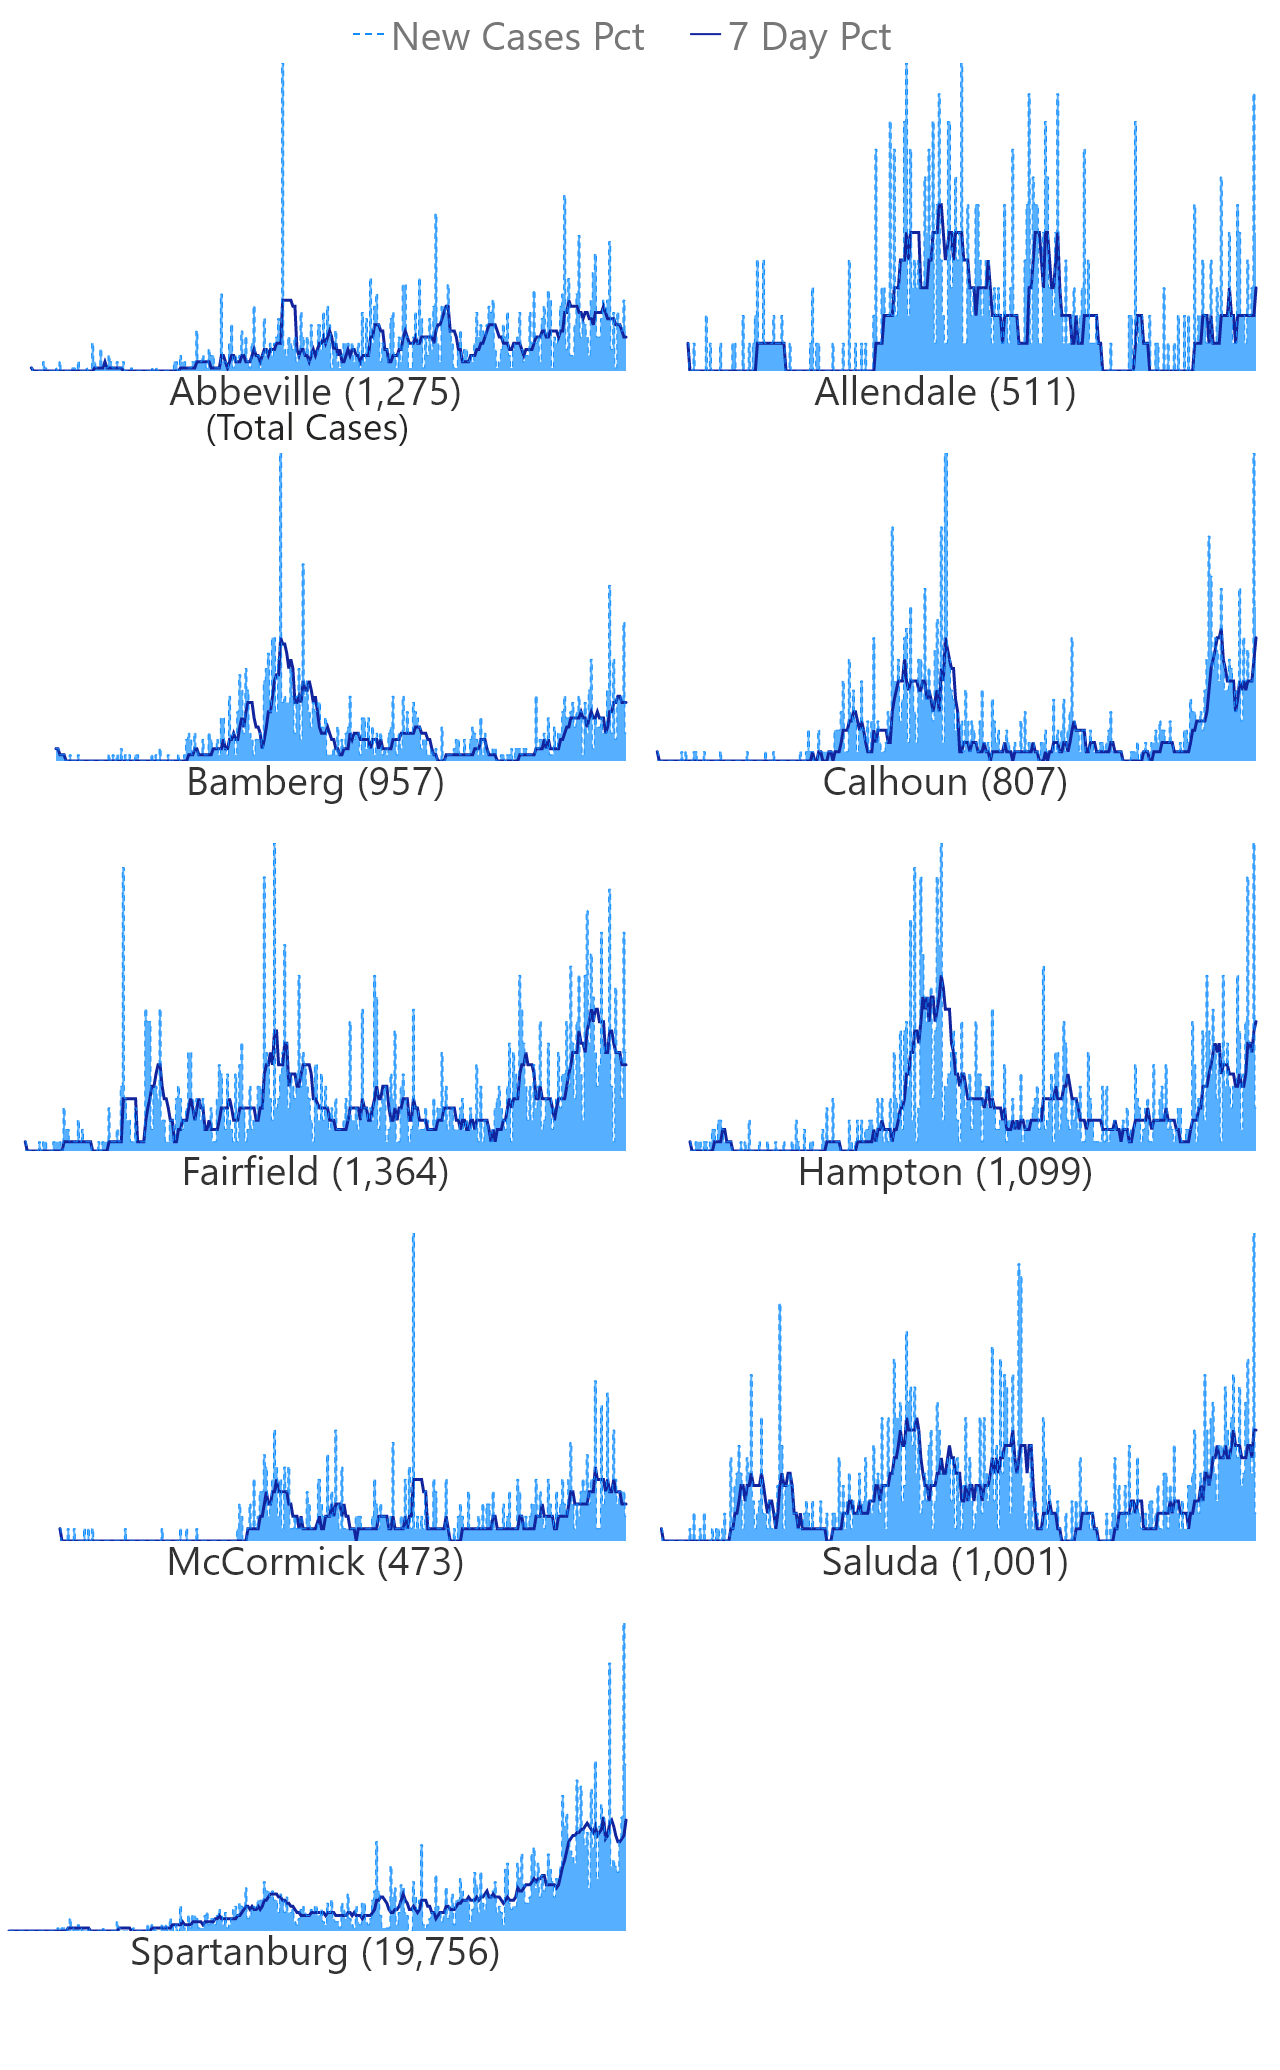 New Cases Pct 7 Day Pct
Abbeville (1,275) Allendale (511)
(Total Cases)
Bamberg (957) Calhoun (807)
Fairfield (1,364) Hampton (1,099)
McCormick (473) Saluda (1,001)
Spartanburg (19,756)